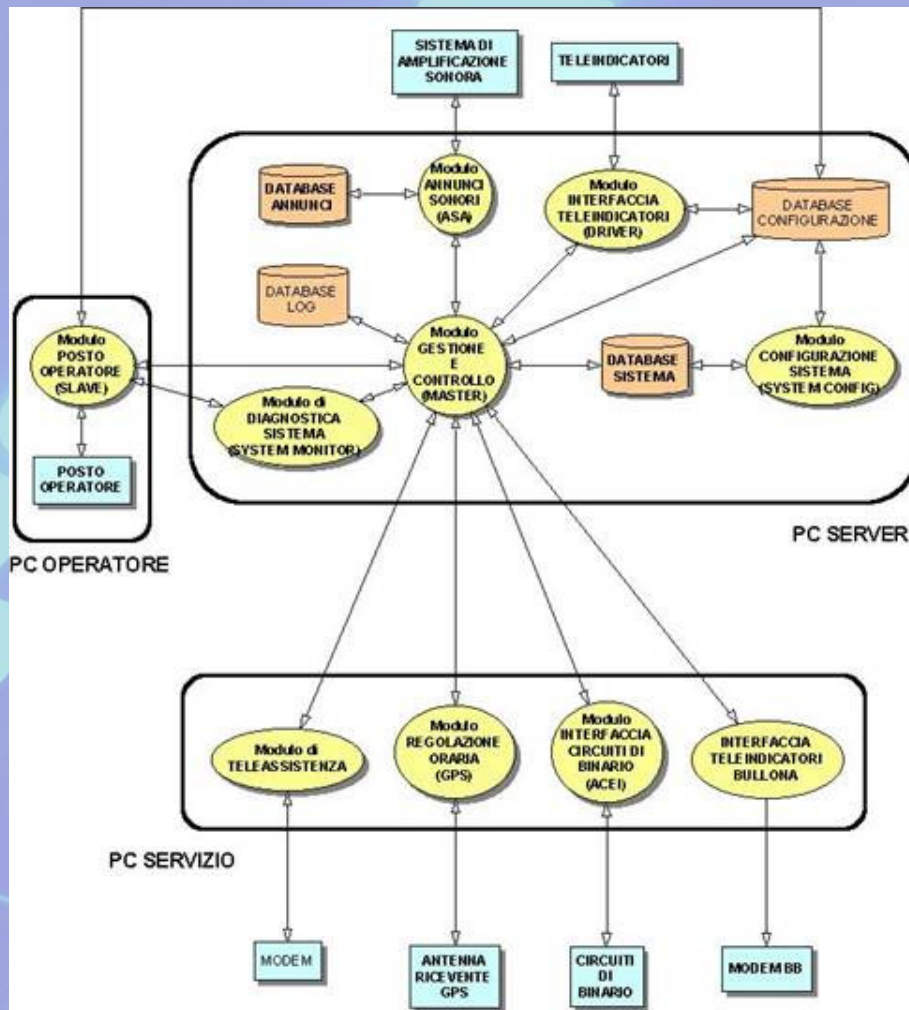 SISTEMA DI
AMPLIFICAZIONE
SONORA
TELEINDICATORI
DATABASE
ANNUNCI
Modulo
ANNUNCI
SONORI
(ASA)
Modulo
INTERFACCIA
TELEINDICATORI
(DRIVER)
DATABASE
CONFIGURAZIONE
DATABASE
LOG
Modulo
POSTO
OPERATORE
(SLAVE)
Modulo
GESTIONE
E
CONTROLLO
(MASTER)
DATABASE
SISTEMA
Modulo
CONFIGURAZIONE
SISTEMA
(SYSTEM CONFIG)
Modulo di
DIAGNOSTICA
SISTEMA
(SYSTEM MONITOR)
POSTO
OPERATORE
PC SERVER
PC OPERATORE
Modulo di
TELEASSISTENZA
Modulo
REGOLAZIONE
ORARIA
(GPS)
Modulo
INTERFACCIA
CIRCUITI DI
BINARIO
(ACEI)
INTERFACCIA
TELEINDICATORI
BULLONA
PC SERVIZIO
MODEM
ANTENNA
RICEVENTE
GPS
CIRCUITI
DI
BINARIO
MODEM BB